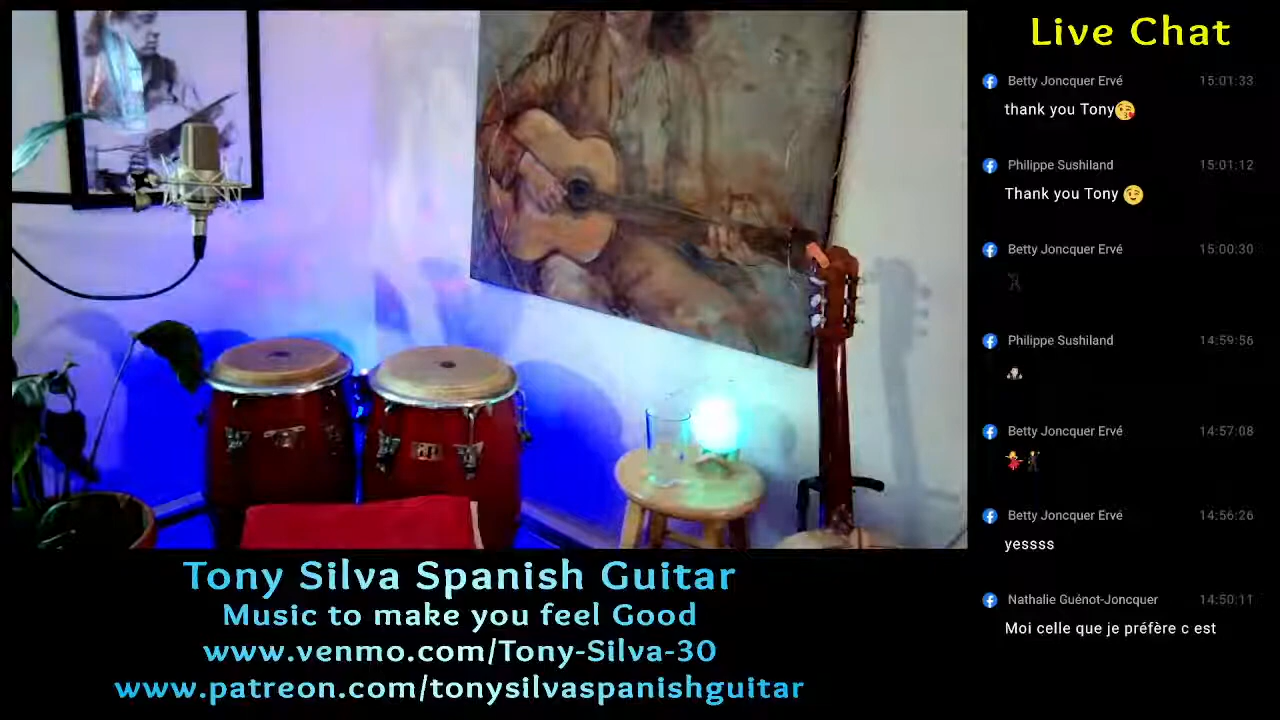 Live Chat
Betty Joncquer Ervé 15:01:33
thank you Tony😘
Philippe Sushiland 15:01:12
Thank you Tony 😉
Betty Joncquer Ervé 15:00:30
Philippe Sushiland 14:59:56
Betty Joncquer Ervé 14:57:08
Betty Joncquer Ervé 14:56:26
yessss
Nathalie Guénot-Joncquer 14:50:11
Moi celle que je préfère c est
Tony Silva Spanish Guitar
Music to make you feel Good
www.venmo.com/Tony-Silva-30
www.patreon.com/tonysilvaspanishguitar